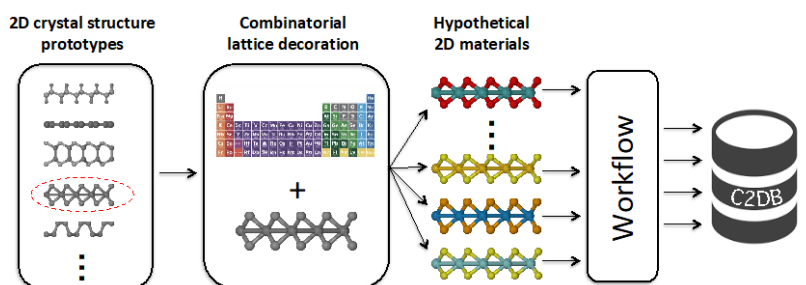 2D crystal structure
prototypes
Combinatorial
lattice decoration
Hypothetical
2D materials
+
Workflow
C2DB